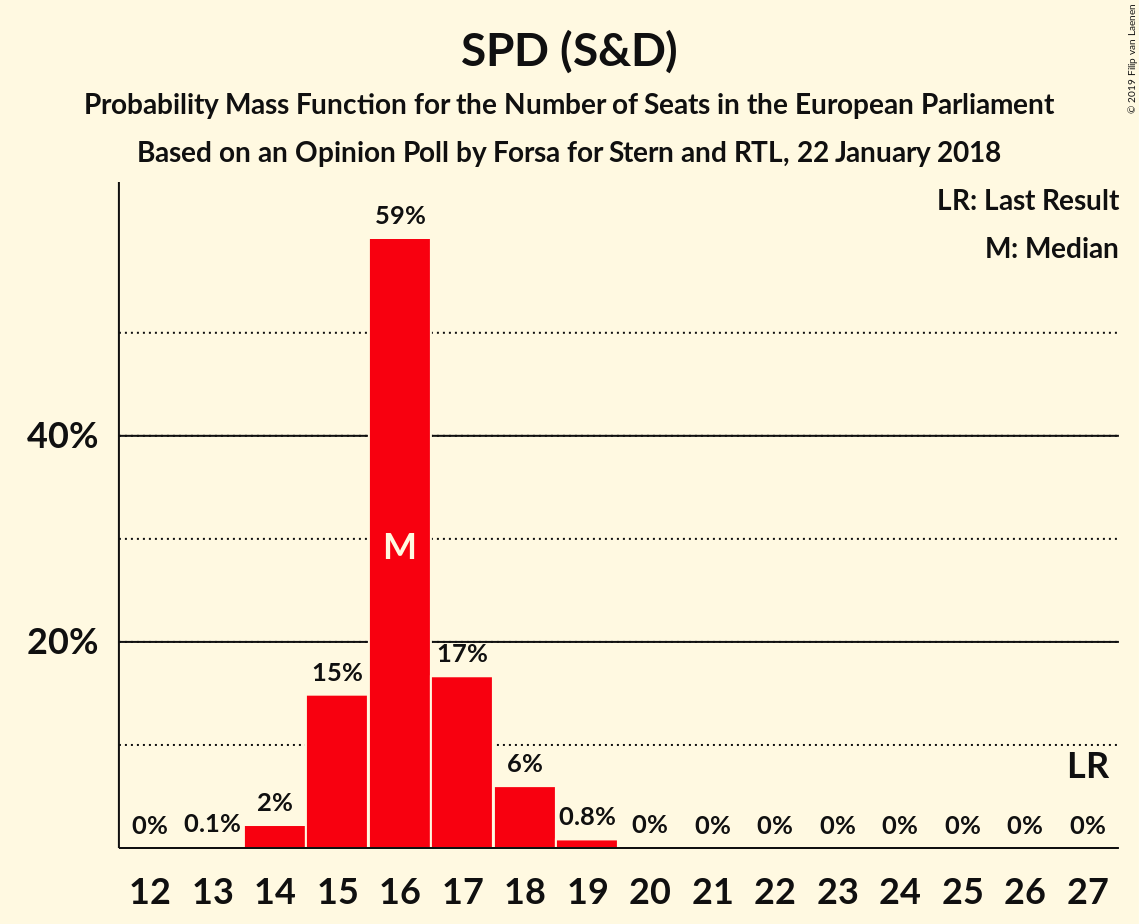 SPD (S&D)
Probability Mass Function for the Number of Seats in the European Parliament
Based on an Opinion Poll by Forsa for Stern and RTL, 22 January 2018
© 2019 Filip van Laenen
LR: Last Result
M: Median
59%
40%
M
20%
17%
15%
6%
LR
2%
0.8%
0% 0.1% 0% 0% 0% 0% 0% 0% 0% 0%
12 13 14 15 16 17 18 19 20 21 22 23 24 25 26 27